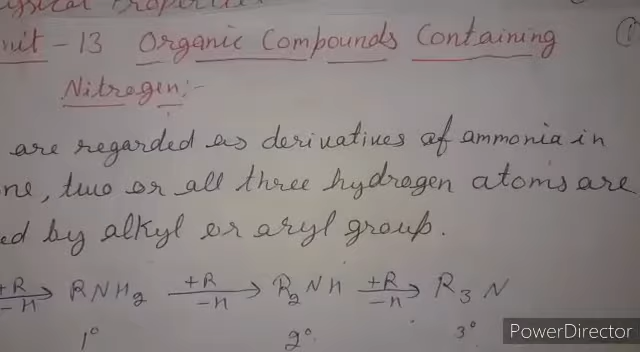 Physical Properties
Unit - 13 Organic Compounds Containing
Nitrogen:-
are regarded as derivatives of ammonia in
one, two or all three hydrogen atoms are
ed by alkyl or aryl group.
+R -H → RNH2 +R -H → R2NH +R -H → R3N
1° 2° 3°
PowerDirector